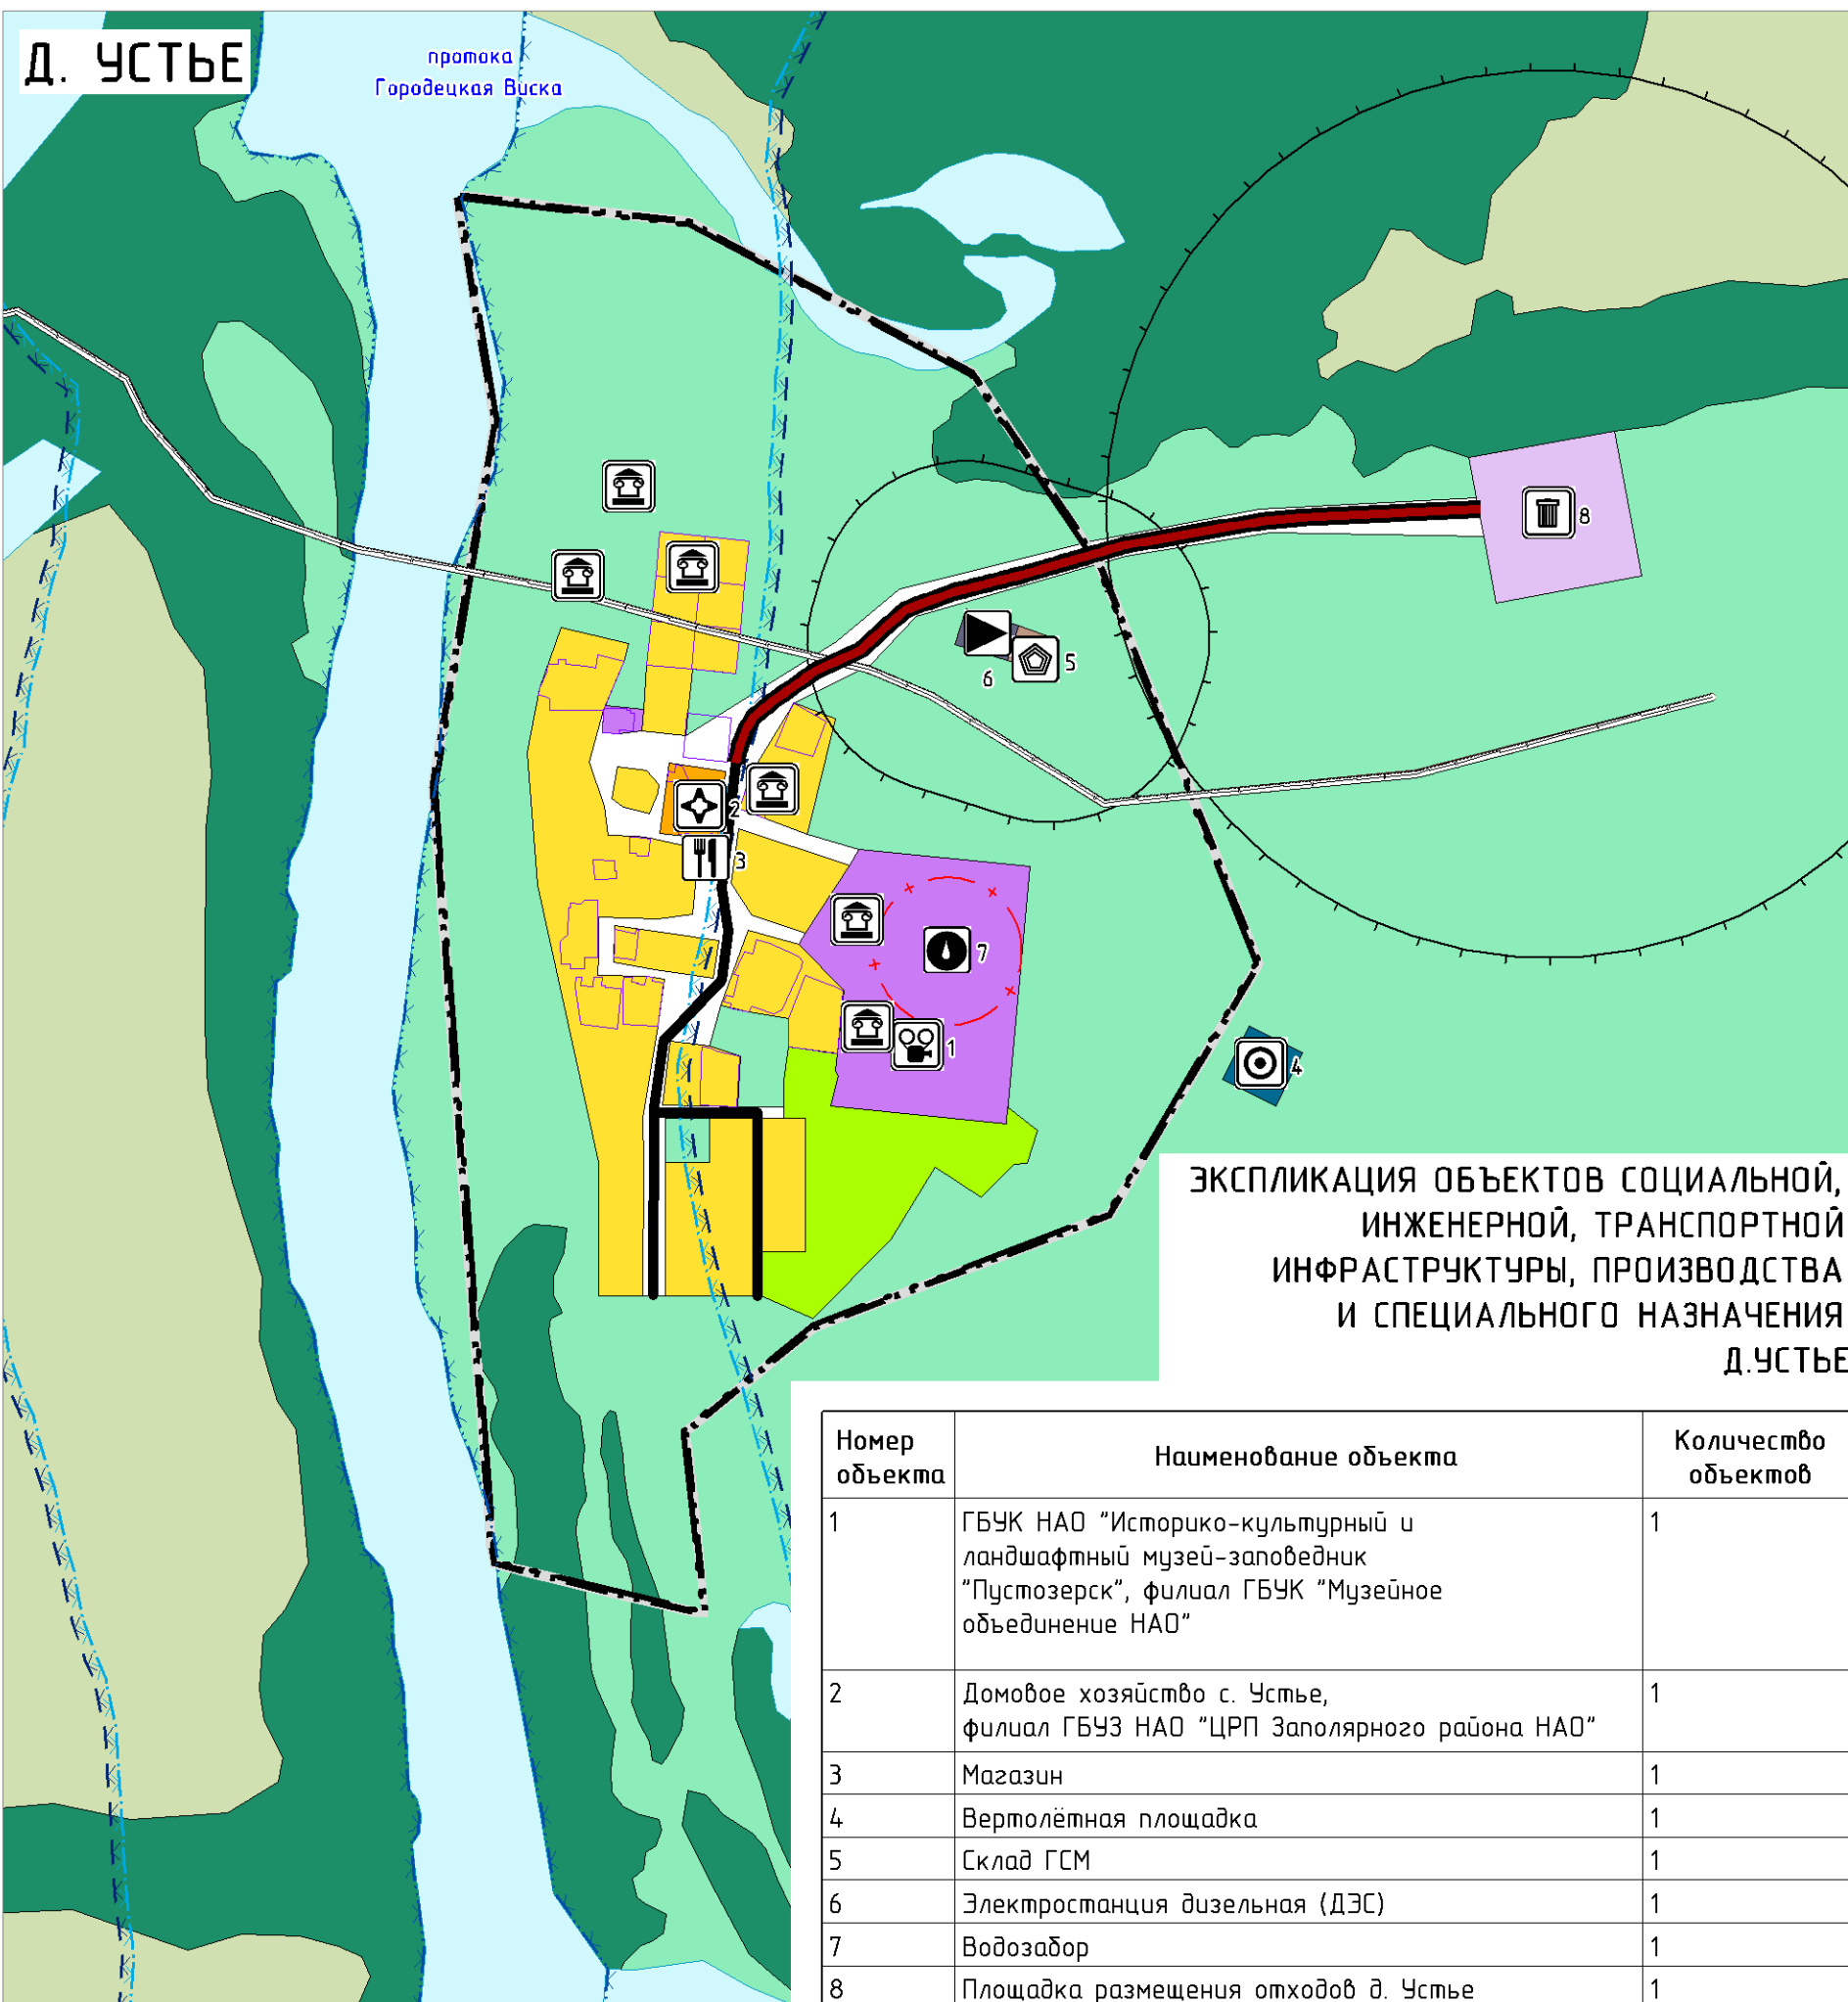 Д. УСТЬЕ
протока
Городецкая Виска
8
5
6
2
3
7
1
4
ЭКСПЛИКАЦИЯ ОБЪЕКТОВ СОЦИАЛЬНОЙ,
ИНЖЕНЕРНОЙ, ТРАНСПОРТНОЙ
ИНФРАСТРУКТУРЫ, ПРОИЗВОДСТВА
И СПЕЦИАЛЬНОГО НАЗНАЧЕНИЯ
Д.УСТЬЕ
Номер объекта Наименование объекта Количество объектов
1 ГБУК НАО "Историко-культурный и 1
ландшафтный музей-заповедник
"Пустозерск", филиал ГБУК "Музейное
объединение НАО"
2 Домовое хозяйство с. Устье, 1
филиал ГБУЗ НАО "ЦРП Заполярного района НАО"
3 Магазин 1
4 Вертолётная площадка 1
5 Склад ГСМ 1
6 Электростанция дизельная (ДЭС) 1
7 Водозабор 1
8 Площадка размещения отходов д. Устье 1